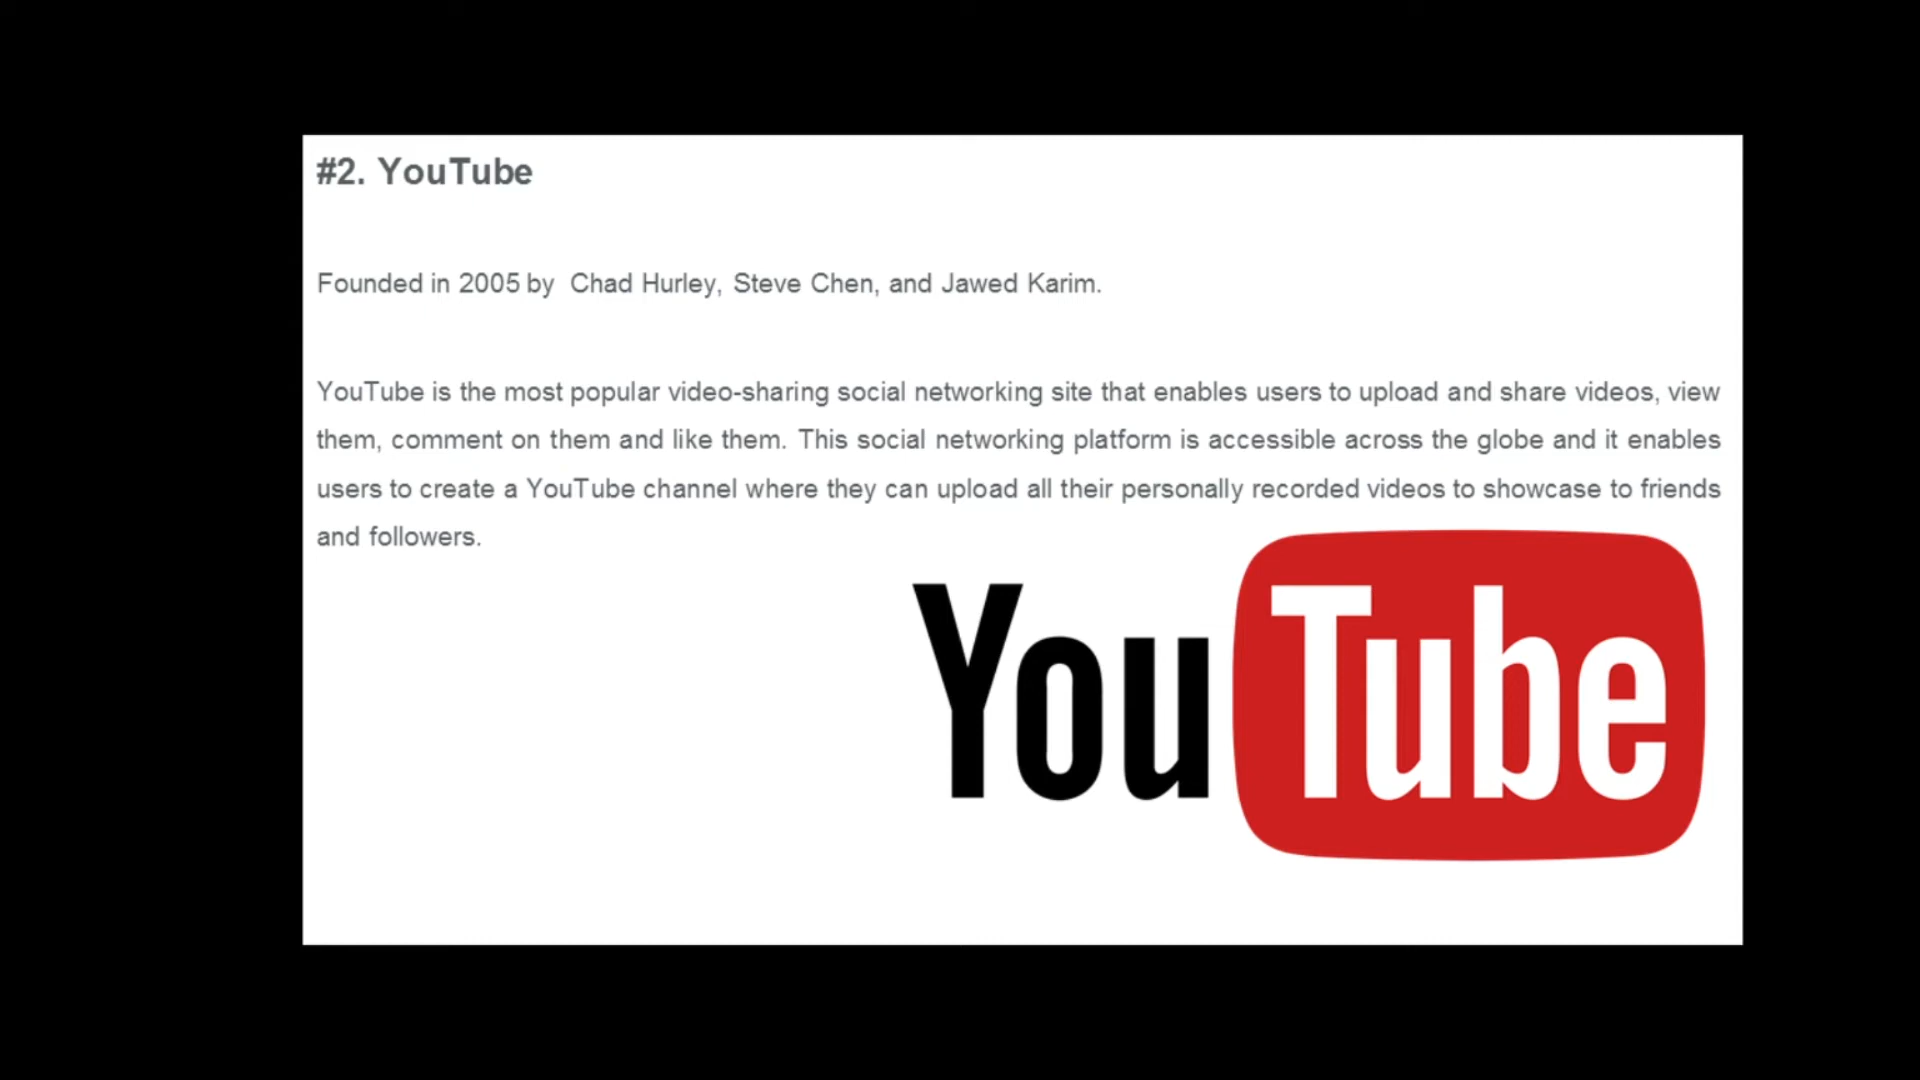 #2. YouTube
Founded in 2005 by  Chad Hurley, Steve Chen, and Jawed Karim.
YouTube is the most popular video-sharing social networking site that enables users to upload and share videos, view
them, comment on them and like them. This social networking platform is accessible across the globe and it enables
users to create a YouTube channel where they can upload all their personally recorded videos to showcase to friends
and followers.
YouTube